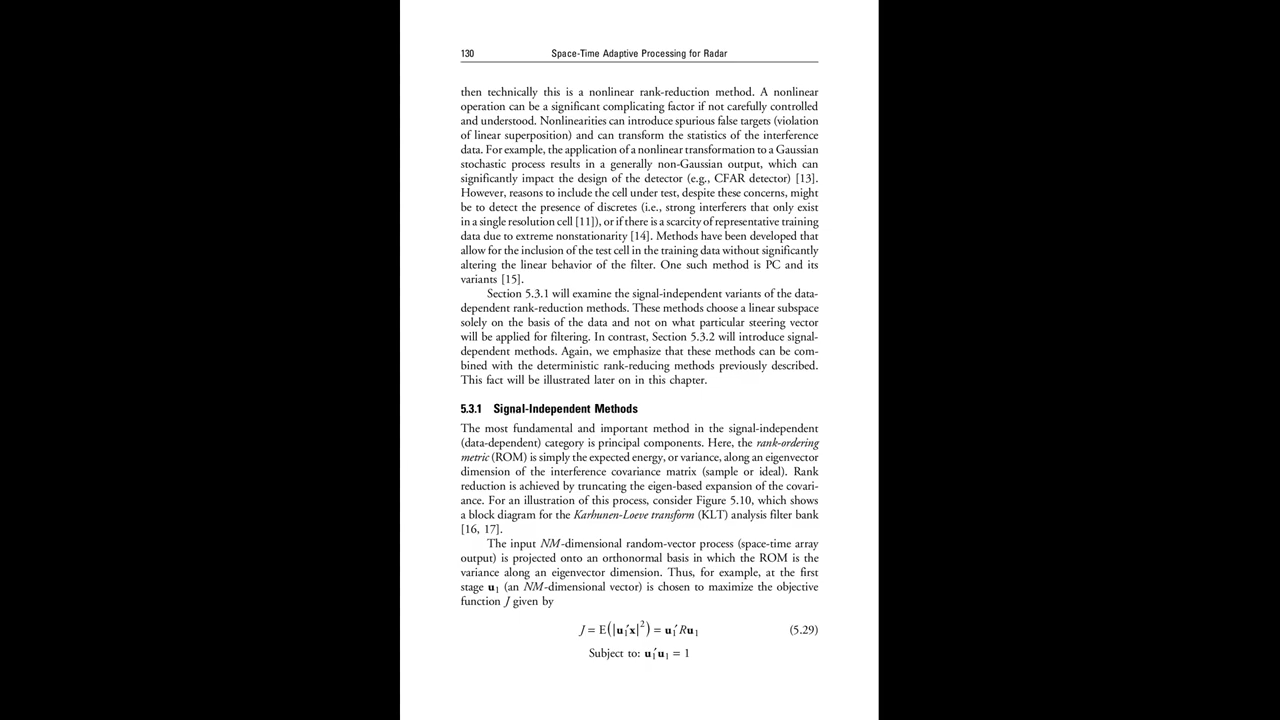 130 Space-Time Adaptive Processing for Radar
then technically this is a nonlinear rank-reduction method. A nonlinear
operation can be a significant complicating factor if not carefully controlled
and understood. Nonlinearities can introduce spurious false targets (violation
of linear superposition) and can transform the statistics of the interference
data. For example, the application of a nonlinear transformation to a Gaussian
stochastic process results in a generally non-Gaussian output, which can
significantly impact the design of the detector (e.g., CFAR detector) [13].
However, reasons to include the cell under test, despite these concerns, might
be to detect the presence of discretes (i.e., strong interferers that only exist
in a single resolution cell [11]), or if there is a scarcity of representative training
data due to extreme nonstationarity [14]. Methods have been developed that
allow for the inclusion of the test cell in the training data without significantly
altering the linear behavior of the filter. One such method is PC and its
variants [15].
Section 5.3.1 will examine the signal-independent variants of the data-
dependent rank-reduction methods. These methods choose a linear subspace
solely on the basis of the data and not on what particular steering vector
will be applied for filtering. In contrast, Section 5.3.2 will introduce signal-
dependent methods. Again, we emphasize that these methods can be com-
bined with the deterministic rank-reducing methods previously described.
This fact will be illustrated later on in this chapter.
5.3.1 Signal-Independent Methods
The most fundamental and important method in the signal-independent
(data-dependent) category is principal components. Here, the rank-ordering
metric (ROM) is simply the expected energy, or variance, along an eigenvector
dimension of the interference covariance matrix (sample or ideal). Rank
reduction is achieved by truncating the eigen-based expansion of the covari-
ance. For an illustration of this process, consider Figure 5.10, which shows
a block diagram for the Karhunen-Loeve transform (KLT) analysis filter bank
[16, 17].
The input NM-dimensional random-vector process (space-time array
output) is projected onto an orthonormal basis in which the ROM is the
variance along an eigenvector dimension. Thus, for example, at the first
stage u₁ (an NM-dimensional vector) is chosen to maximize the objective
function J given by
J = E(|u₁′x|²) = u₁′Ru₁ (5.29)
Subject to: u₁′u₁ = 1